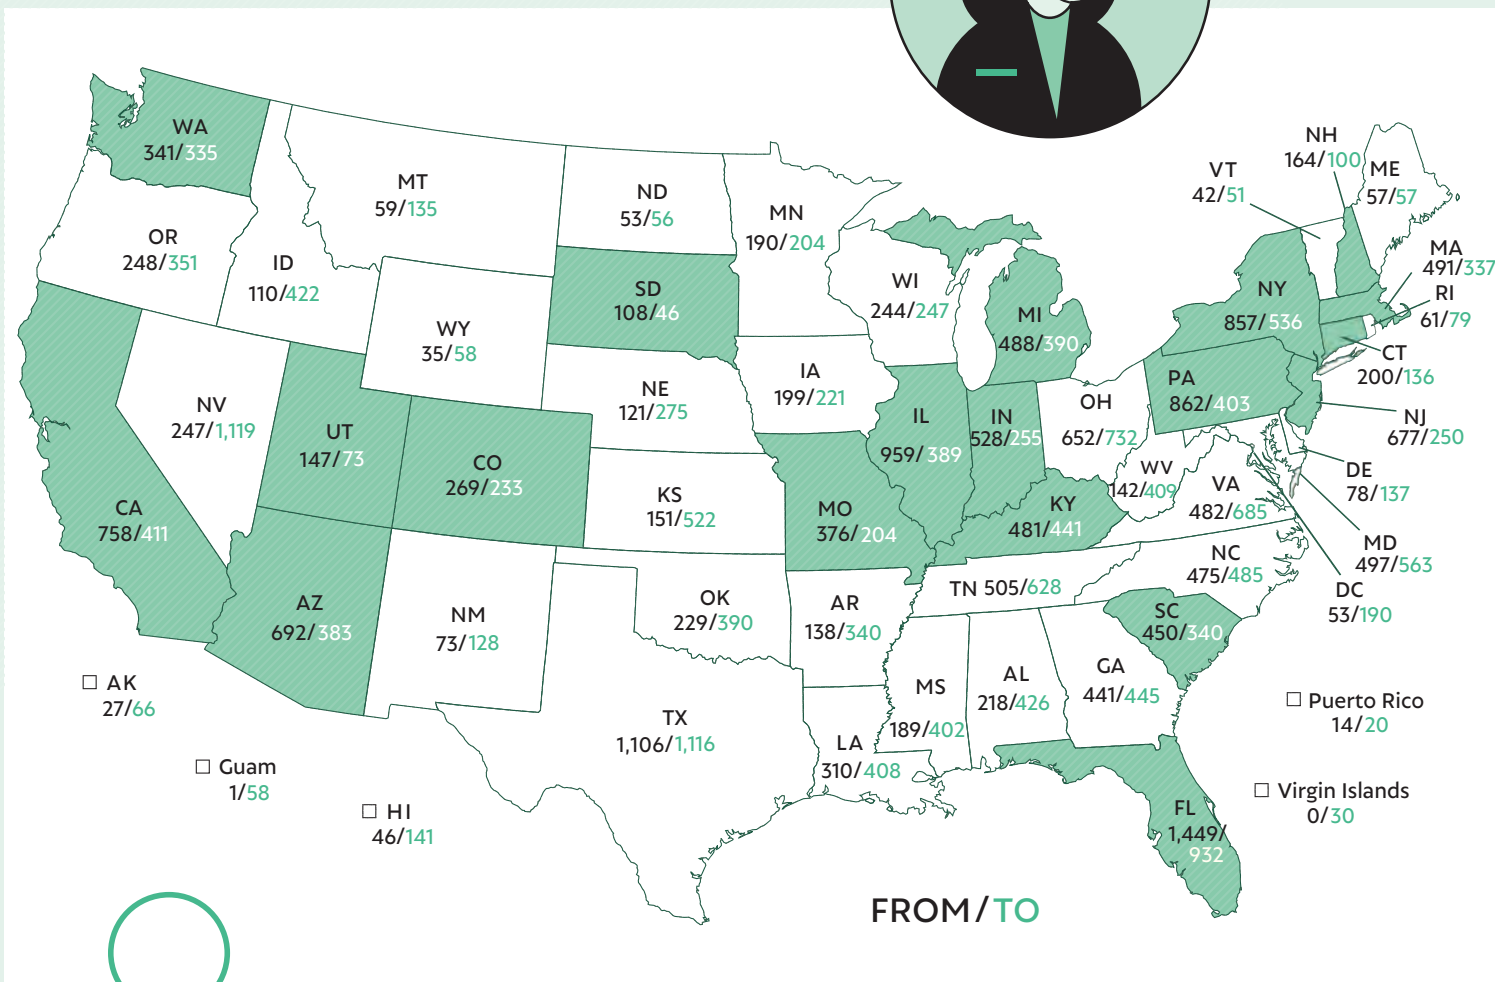 WA
341/335
MT
59/135
ND
53/56
MN
190/204
NH
164/100
VT
42/51
ME
57/57
OR
248/351
ID
110/422
SD
108/46
WI
244/247
MI
488/390
NY
857/536
MA
491/337
RI
61/79
CT
200/136
WY
35/58
IA
199/221
NE
121/275
NV
247/1,119
UT
147/73
CO
269/233
IL
959/389
IN
528/255
OH
652/732
PA
862/403
NJ
677/250
DE
78/137
WV
142/409
VA
482/685
MD
497/563
DC
53/190
CA
758/411
KS
151/522
MO
376/204
KY
481/441
NC
475/485
TN 505/628
AZ
692/383
NM
73/128
OK
229/390
AR
138/340
SC
450/340
MS
189/402
AL
218/426
GA
441/445
AK
27/66
TX
1,106/1,116
LA
310/408
Puerto Rico
14/20
Guam
1/58
HI
46/141
Virgin Islands
0/30
FL
1,449/
932
FROM/TO